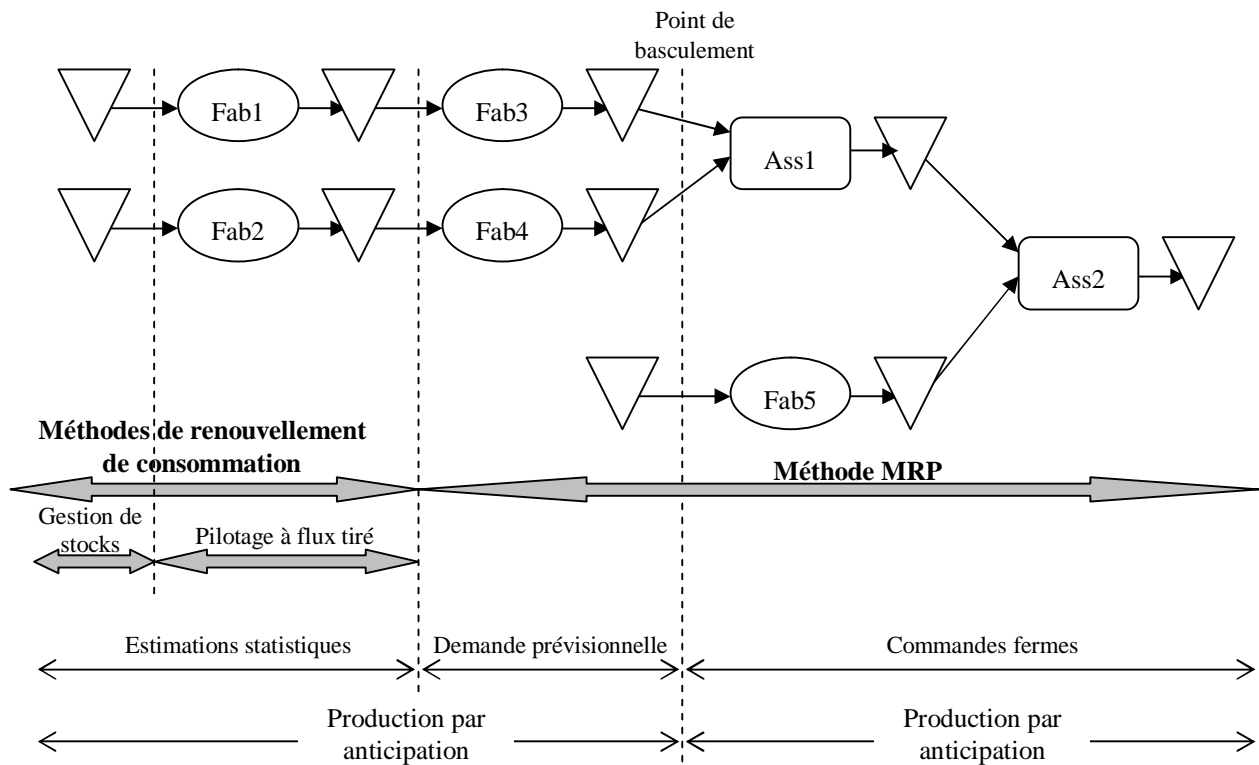 Point de
basculement
Fab1
Fab3
Ass1
Fab2
Fab4
Ass2
Fab5
Méthodes de renouvellement
de consommation
Méthode MRP
Gestion de
stocks
Pilotage à flux tiré
Estimations statistiques
Demande prévisionnelle
Commandes fermes
Production par
anticipation
Production par
anticipation